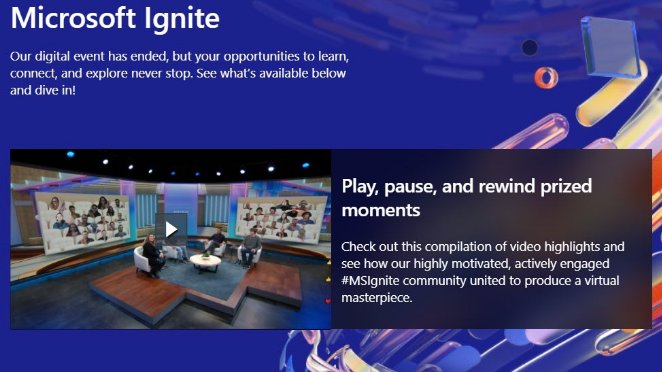 Microsoft Ignite
Our digital event has ended, but your opportunities to learn,
connect, and explore never stop. See what's available below
and dive in!
Play, pause, and rewind prized
moments
Check out this compilation of video highlights and
see how our highly motivated, actively engaged
#MSIgnite community united to produce a virtual
masterpiece.